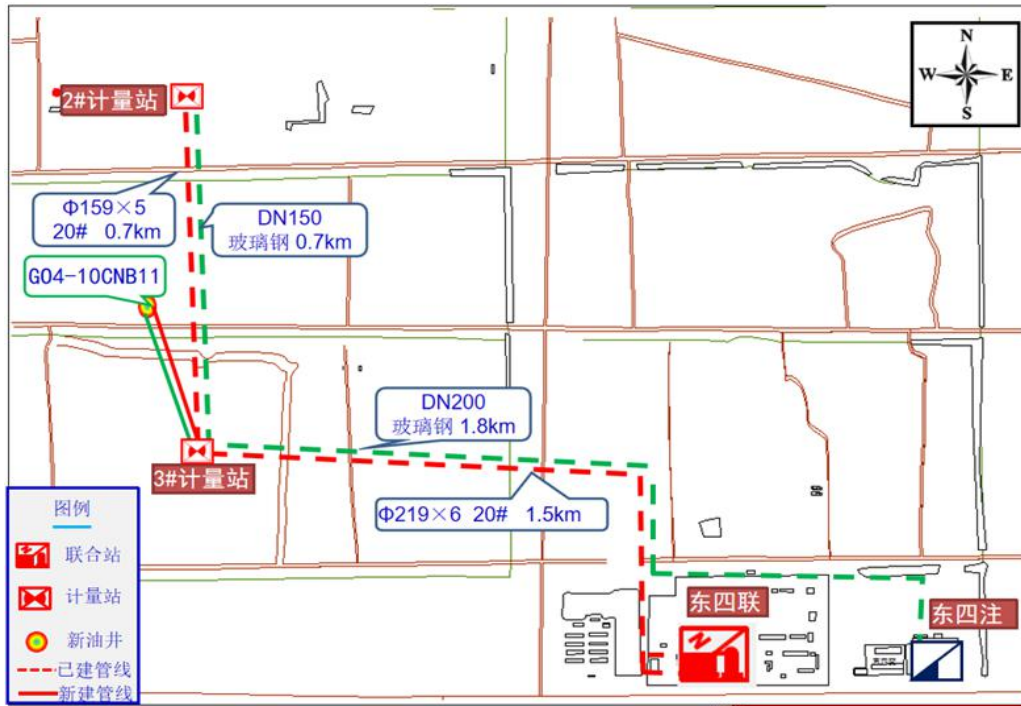 N
W E
S
2#计量站
Φ159×5
20# 0.7km
DN150
玻璃钢 0.7km
GO4-10CNB11
DN200
玻璃钢 1.8km
3#计量站
Φ219×6 20# 1.5km
图例
联合站
计量站
新油井
已建管线
新建管线
东四联
东四注